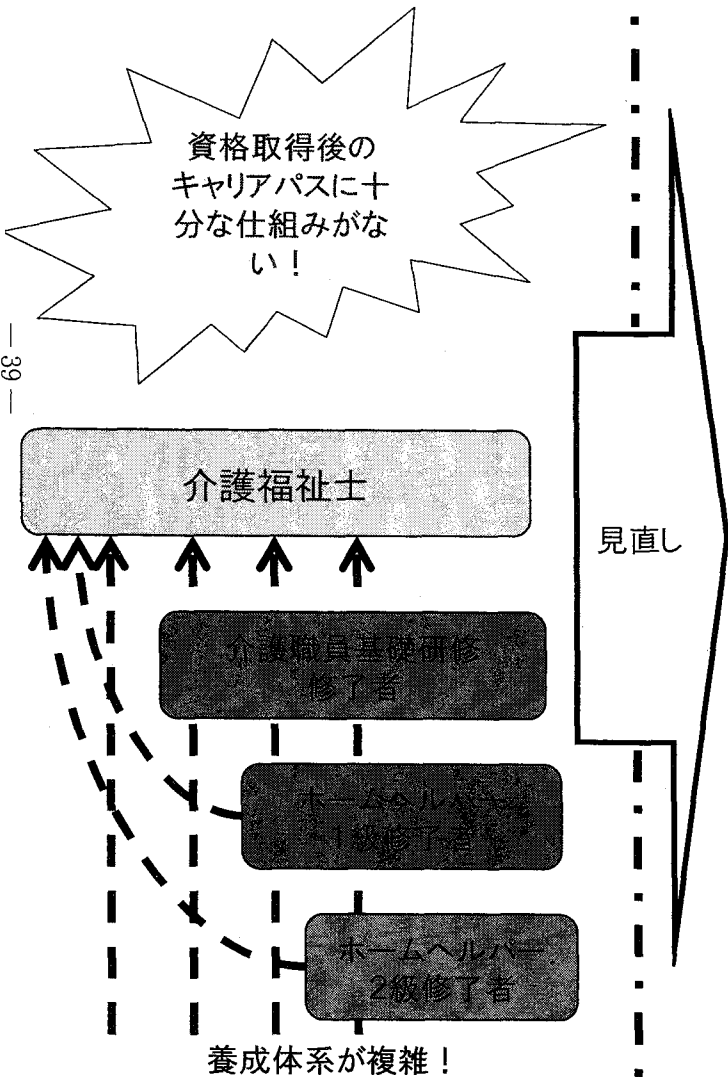 資格取得後の
キャリアパスに十
分な仕組みがな
い！
—39—
介護福祉士
見直し
介護職員基礎研修
修了者
ホームヘルパー
1級修了者
ホームヘルパー
2級修了者
養成体系が複雑！